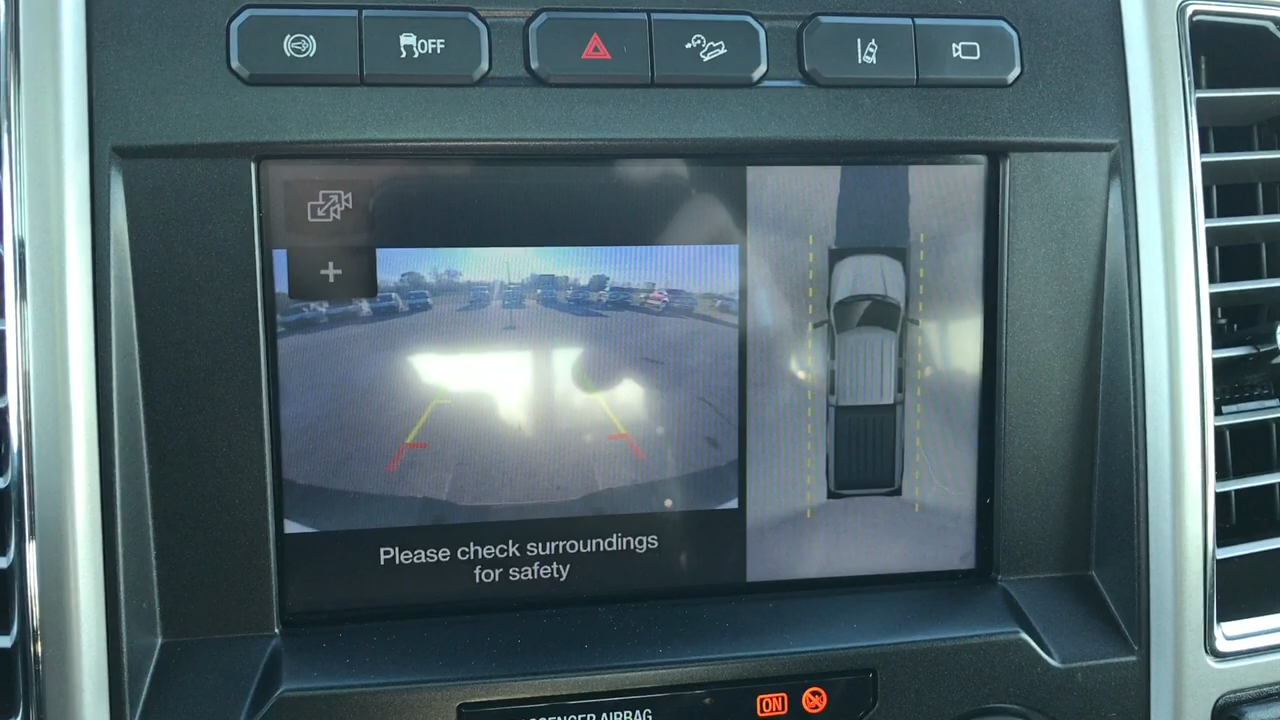 OFF
Please check surroundings
for safety
ON
PASSENGER AIRBAG